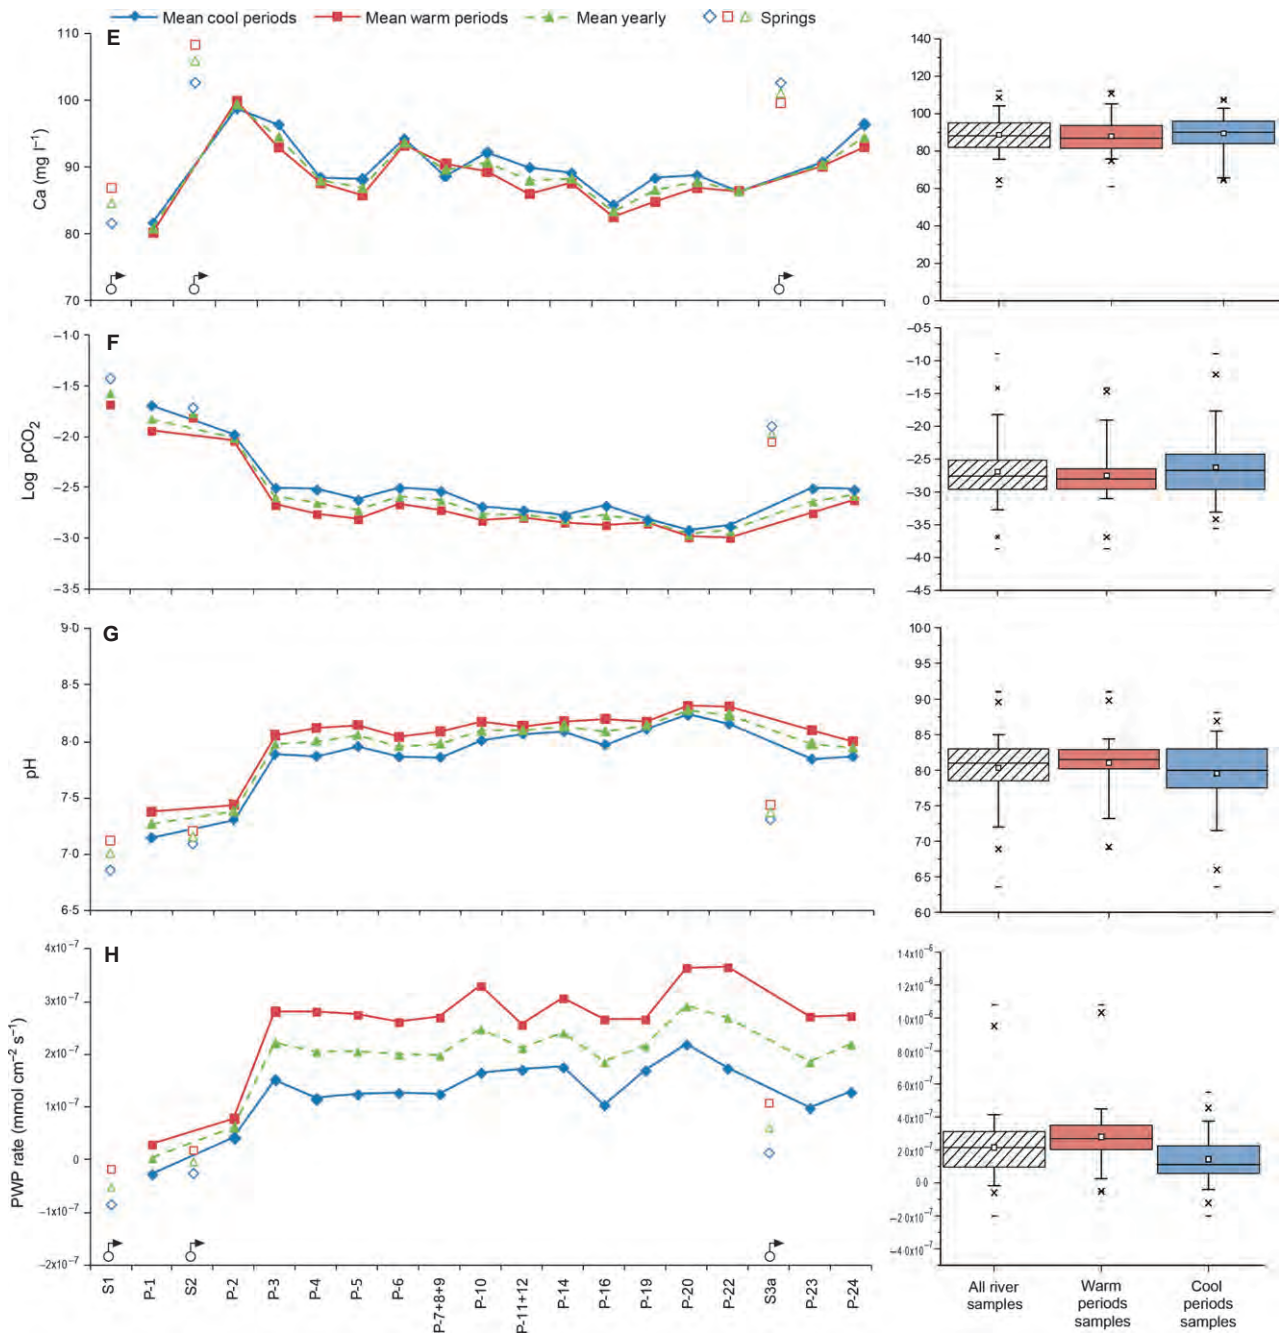 Mean cool periods Mean warm periods Mean yearly Springs
E
Ca (mg l⁻¹)
110
100
90
80
70
140
120
100
80
60
40
20
0
F
Log pCO₂
–1·0
–1·5
–2·0
–2·5
–3·0
–3·5
–0·5
–1·0
–1·5
–2·0
–2·5
–3·0
–3·5
–4·0
–4·5
G
pH
9·0
8·5
8·0
7·5
7·0
6·5
10·0
9·5
9·0
8·5
8·0
7·5
7·0
6·5
6·0
H
PWP rate (mmol cm⁻² s⁻¹)
4x10⁻⁷
3x10⁻⁷
2x10⁻⁷
1x10⁻⁷
0
–1x10⁻⁷
–2x10⁻⁷
1·4x10⁻⁶
1·2x10⁻⁶
1·0x10⁻⁶
8·0x10⁻⁷
6·0x10⁻⁷
4·0x10⁻⁷
2·0x10⁻⁷
0·0
–2·0x10⁻⁷
–4·0x10⁻⁷
S1
P-1
S2
P-2
P-3
P-4
P-5
P-6
P-7+8+9
P-10
P-11+12
P-14
P-16
P-19
P-20
P-22
S3a
P-23
P-24
All river
samples
Warm
periods
samples
Cool
periods
samples